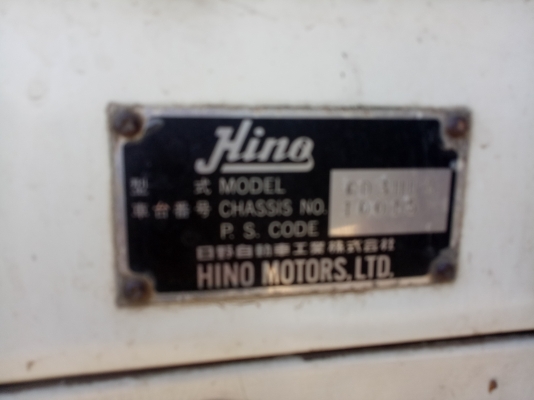 Hino
型 式 MODEL
車台番号 CHASSIS NO.
P. S. CODE
日野自動車工業株式会社
HINO MOTORS, LTD.